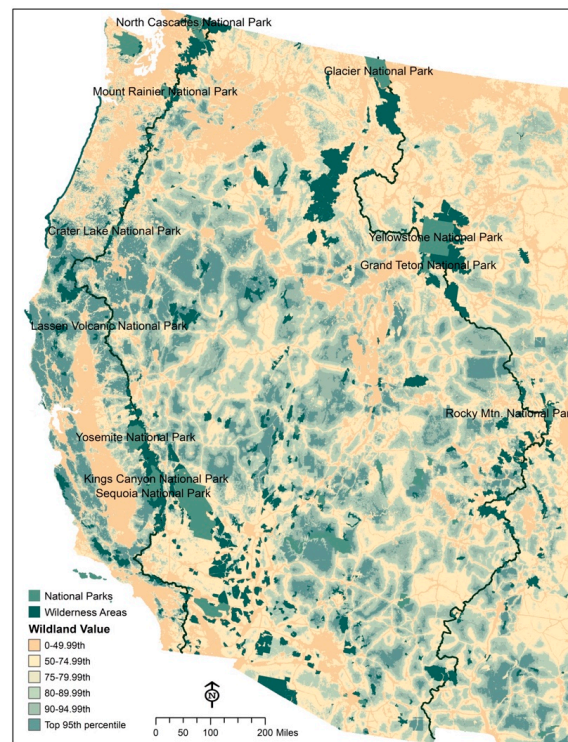 North Cascades National Park
Glacier National Park
Mount Rainier National Park
Crater Lake National Park
Yellowstone National Park
Grand Teton National Park
Lassen Volcanic National Park
Rocky Mtn. National Par
Yosemite National Park
Kings Canyon National Park
Sequoia National Park
National Parks
Wilderness Areas
Wildland Value
0-49.99th
50-74.99th
75-79.99th
80-89.99th
90-94.99th
Top 95th percentile
N
0 50 100 200 Miles